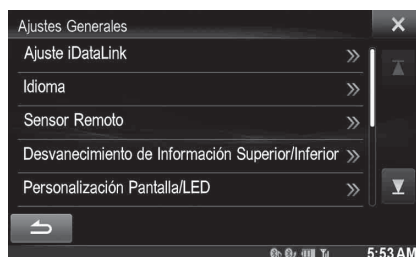 Ajustes Generales
Ajuste iDataLink
Idioma
Sensor Remoto
Desvanecimiento de Información Superior/Inferior
Personalización Pantalla/LED
5:53 AM